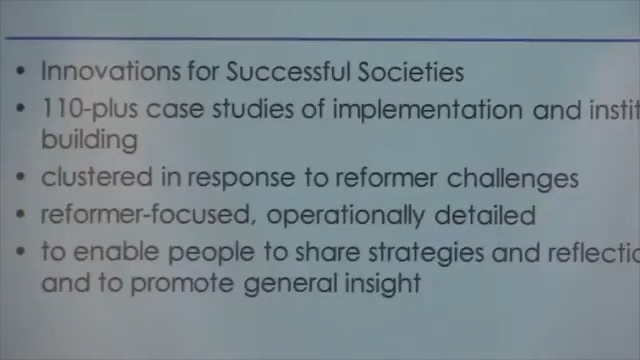 • Innovations for Successful Societies
• 110-plus case studies of implementation and instit
building
• clustered in response to reformer challenges
• reformer-focused, operationally detailed
• to enable people to share strategies and reflectio
and to promote general insight